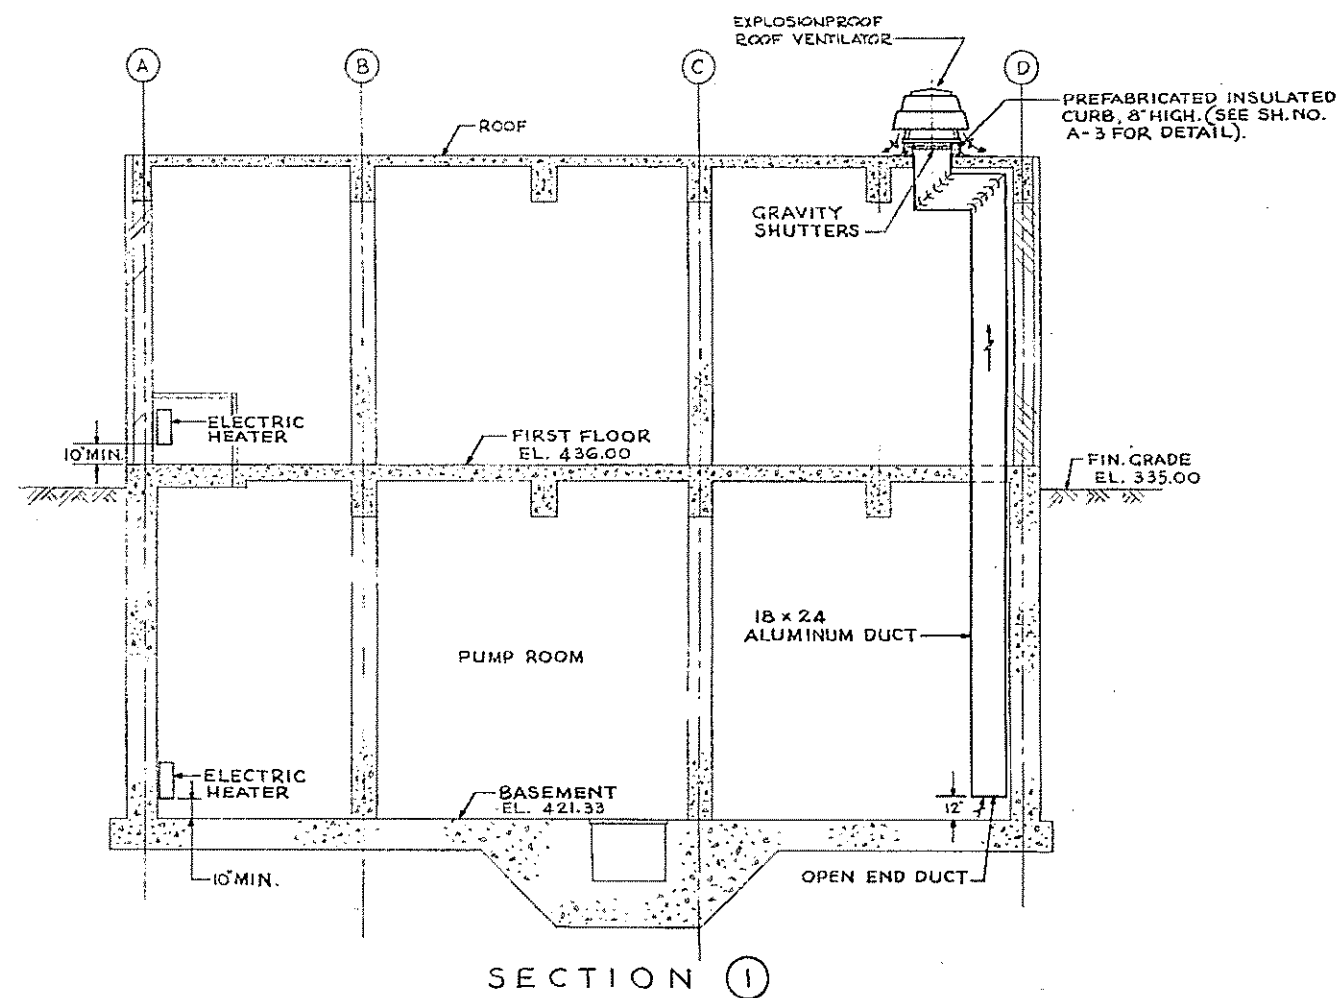 EXPLOSIONPROOF
ROOF VENTILATOR
A
B
C
D
PREFABRICATED INSULATED
CURB, 8" HIGH. (SEE SH. NO.
A-3 FOR DETAIL).
ROOF
GRAVITY
SHUTTERS
ELECTRIC
HEATER
10" MIN.
FIRST FLOOR
EL. 436.00
FIN. GRADE
EL. 335.00
18 x 24
ALUMINUM DUCT
PUMP ROOM
ELECTRIC
HEATER
BASEMENT
EL. 421.33
12"
10" MIN.
OPEN END DUCT
SECTION 1